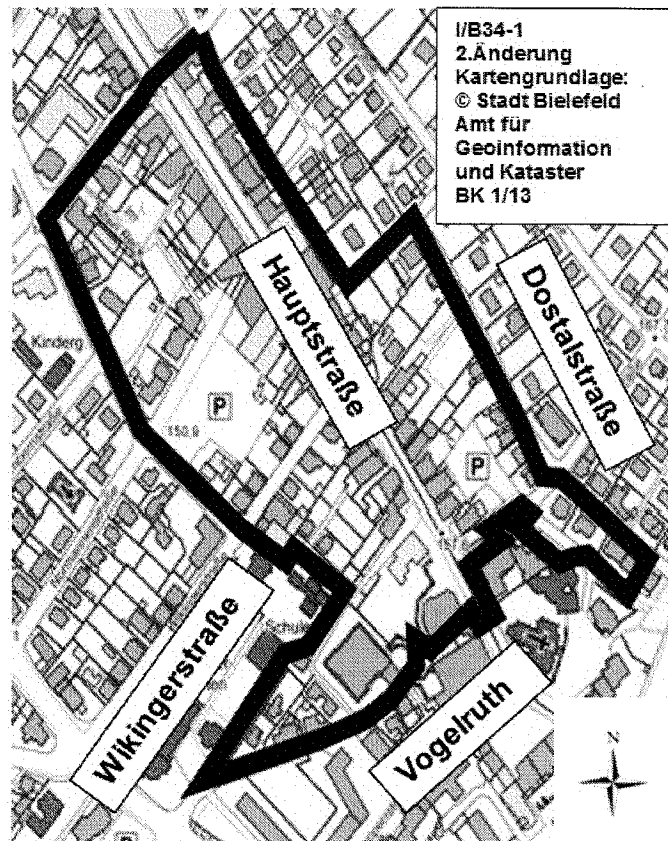 I/B34-1
2.Änderung
Kartengrundlage:
© Stadt Bielefeld
Amt für
Geoinformation
und Kataster
BK 1/13
Hauptstraße
Dostalstraße
Kinderg
P
150,9
P
Schule
Wikingerstraße
Vogelruth
N